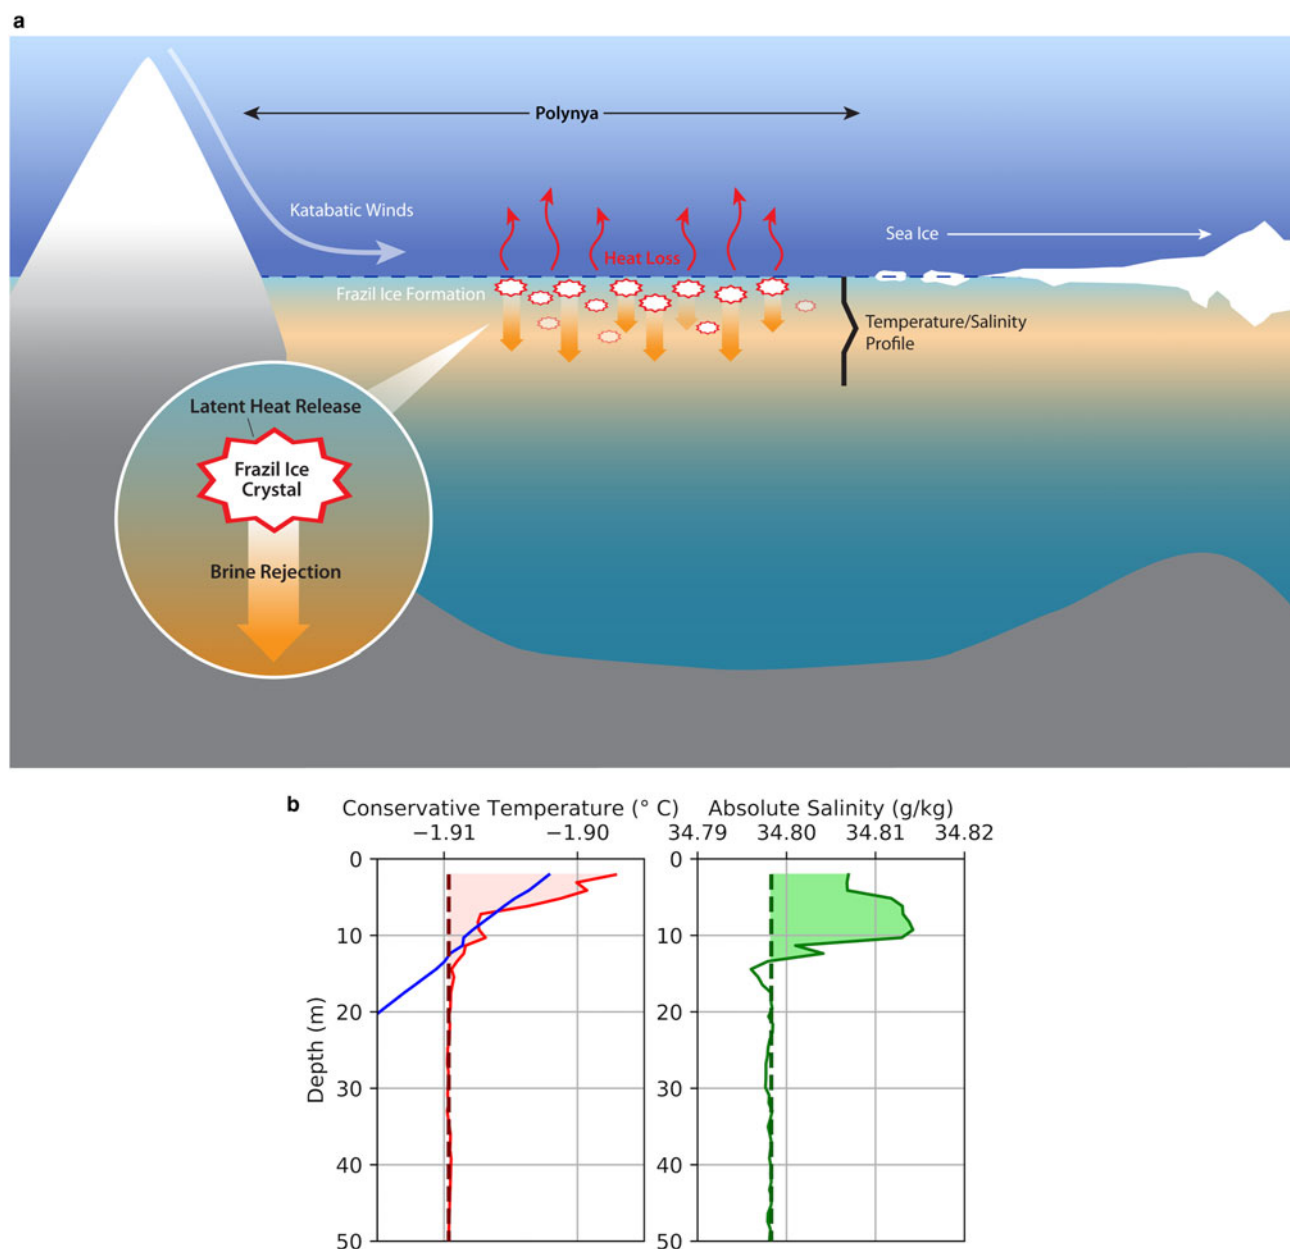 a
Polynya
Katabatic Winds
Sea Ice
Heat Loss
Frazil Ice Formation
Temperature/Salinity
Profile
Latent Heat Release
Frazil Ice
Crystal
Brine Rejection
b
Conservative Temperature (° C)
−1.91 −1.90
Absolute Salinity (g/kg)
34.79 34.80 34.81 34.82
Depth (m)
0
10
20
30
40
50
0
10
20
30
40
50